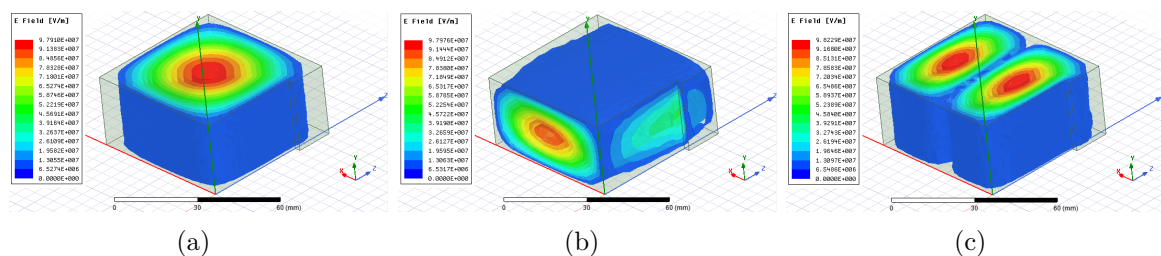 E Field [V/m]
9.7910E+007
9.1383E+007
8.4856E+007
7.8328E+007
7.1801E+007
6.5274E+007
5.8746E+007
5.2219E+007
4.5691E+007
3.9164E+007
3.2637E+007
2.6109E+007
1.9582E+007
1.3055E+007
6.5274E+006
0.0000E+000
Y
Z
Y
X
Z
0
30
60 (mm)
(a)
E Field [V/m]
9.7976E+007
9.1444E+007
8.4912E+007
7.8380E+007
7.1849E+007
6.5317E+007
5.8785E+007
5.2254E+007
4.5722E+007
3.9190E+007
3.2659E+007
2.6127E+007
1.9595E+007
1.3063E+007
6.5317E+006
0.0000E+000
Y
Z
Y
X
Z
0
30
60 (mm)
(b)
E Field [V/m]
9.8229E+007
9.1680E+007
8.5131E+007
7.8583E+007
7.2034E+007
6.5486E+007
5.8937E+007
5.2389E+007
4.5840E+007
3.9291E+007
3.2743E+007
2.6194E+007
1.9646E+007
1.3097E+007
6.5486E+006
0.0000E+000
Y
Z
Y
X
Z
0
30
60 (mm)
(c)